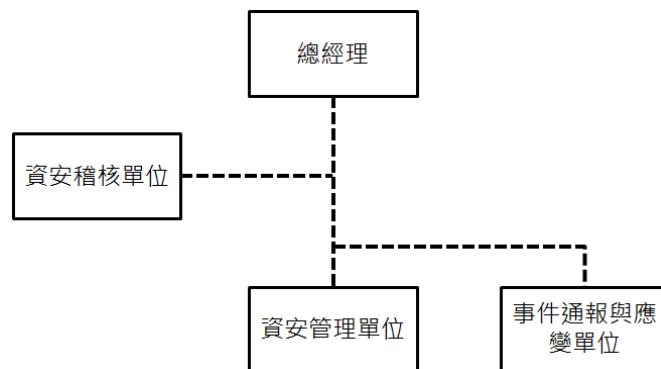 總經理
資安稽核單位
資安管理單位
事件通報與應
變單位